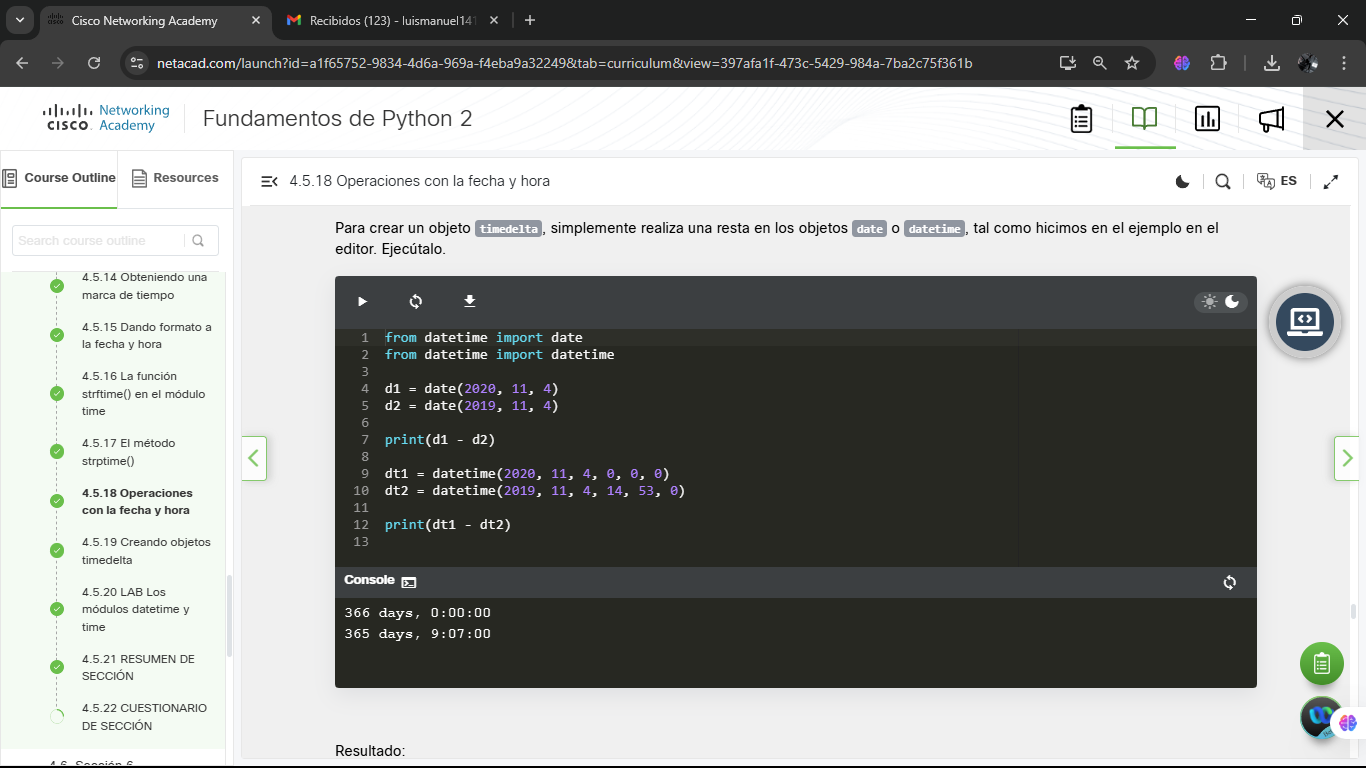 Cisco Networking Academy
Recibidos (123) - luismanuel141
netacad.com/launch?id=a1f65752-9834-4d6a-969a-f4eba9a32249&tab=curriculum&view=397afa1f-473c-5429-984a-7ba2c75f361b
CISCO Networking Academy
Fundamentos de Python 2
Course Outline
Resources
Search course outline
4.5.14 Obteniendo una
marca de tiempo
4.5.15 Dando formato a
la fecha y hora
4.5.16 La función
strftime() en el módulo
time
4.5.17 El método
strptime()
4.5.18 Operaciones
con la fecha y hora
4.5.19 Creando objetos
timedelta
4.5.20 LAB Los
módulos datetime y
time
4.5.21 RESUMEN DE
SECCIÓN
4.5.22 CUESTIONARIO
DE SECCIÓN
4.6 Sección 6
4.5.18 Operaciones con la fecha y hora
ES
Para crear un objeto timedelta, simplemente realiza una resta en los objetos date o datetime, tal como hicimos en el ejemplo en el
editor. Ejecútalo.
1 from datetime import date
2 from datetime import datetime
3
4 d1 = date(2020, 11, 4)
5 d2 = date(2019, 11, 4)
6
7 print(d1 - d2)
8
9 dt1 = datetime(2020, 11, 4, 0, 0, 0)
10 dt2 = datetime(2019, 11, 4, 14, 53, 0)
11
12 print(dt1 - dt2)
13
Console
366 days, 0:00:00
365 days, 9:07:00
Resultado: